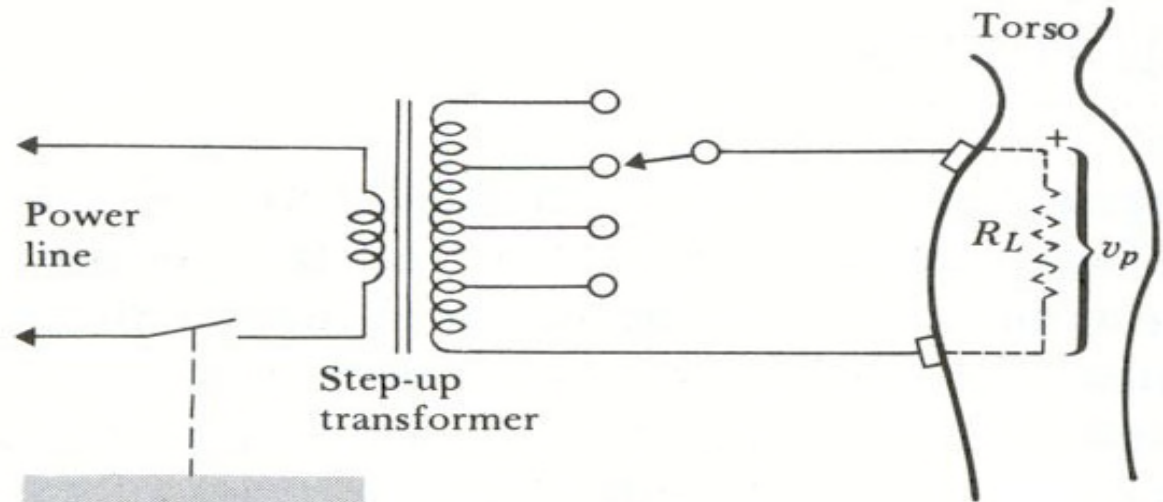 Torso
+
Power
line
R_L
v_p
Step-up
transformer